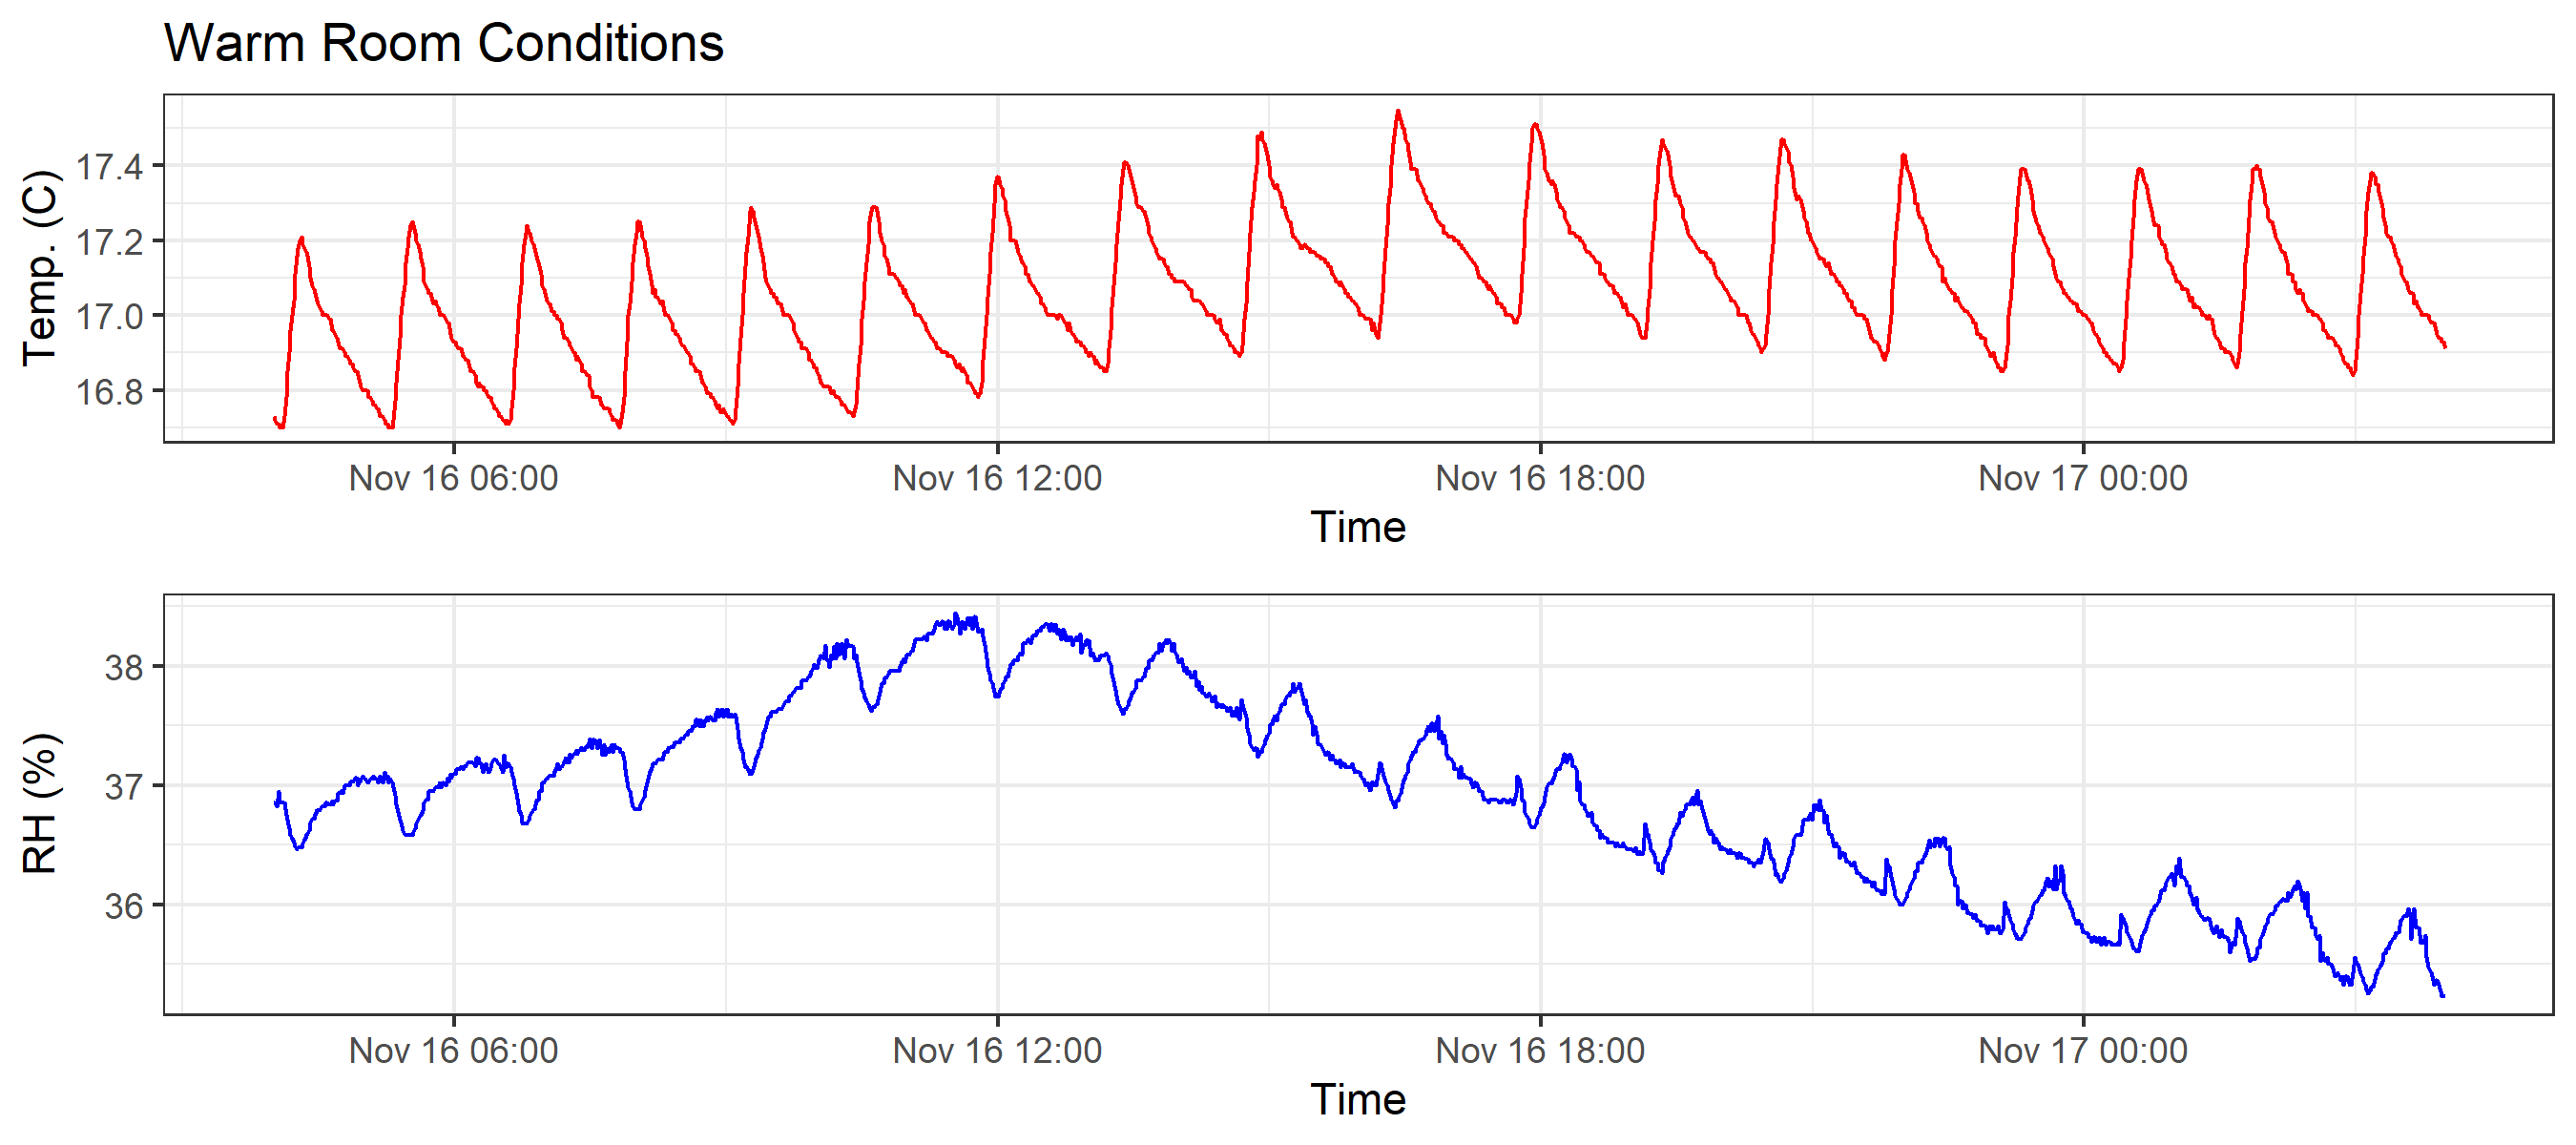 Warm Room Conditions
Temp. (C)
17.4
17.2
17.0
16.8
Nov 16 06:00 Nov 16 12:00 Nov 16 18:00 Nov 17 00:00
Time
RH (%)
38
37
36
Nov 16 06:00 Nov 16 12:00 Nov 16 18:00 Nov 17 00:00
Time